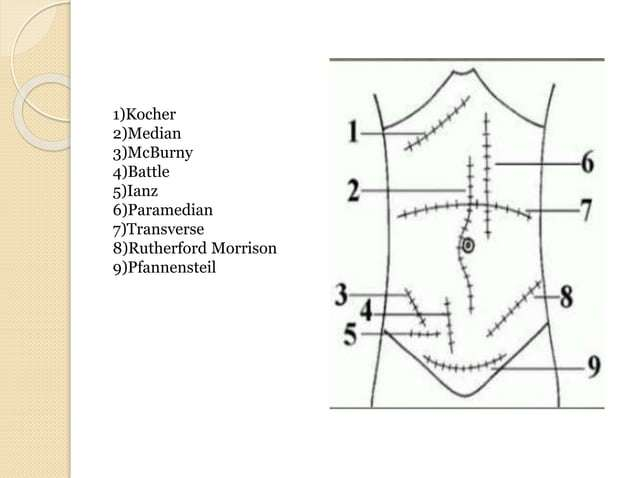 1)Kocher
2)Median
3)McBurny
4)Battle
5)Ianz
6)Paramedian
7)Transverse
8)Rutherford Morrison
9)Pfannensteil
1
2
6
7
3
4
5
8
9